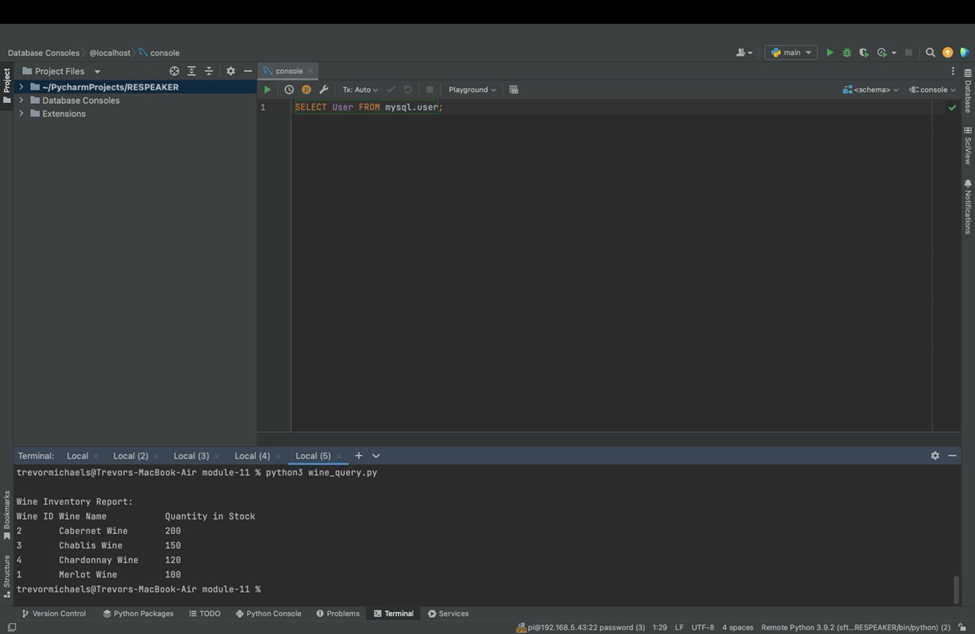 Database Consoles @localhost console
main
Project Files
console
Project
~/PycharmProjects/RESPEAKER
Database Consoles
Extensions
Tx: Auto
Playground
<schema>
console
1 SELECT User FROM mysql.user;
Database
SciView
Notifications
Terminal: Local Local (2) Local (3) Local (4) Local (5)
trevormichaels@Trevors-MacBook-Air module-11 % python3 wine_query.py
Wine Inventory Report:
Wine ID Wine Name Quantity in Stock
2 Cabernet Wine 200
3 Chablis Wine 150
4 Chardonnay Wine 120
1 Merlot Wine 100
trevormichaels@Trevors-MacBook-Air module-11 %
Bookmarks
Structure
Version Control Python Packages TODO Python Console Problems Terminal Services
pi@192.168.5.43:22 password (3) 1:29 LF UTF-8 4 spaces Remote Python 3.9.2 (sft...RESPEAKER/bin/python) (2)